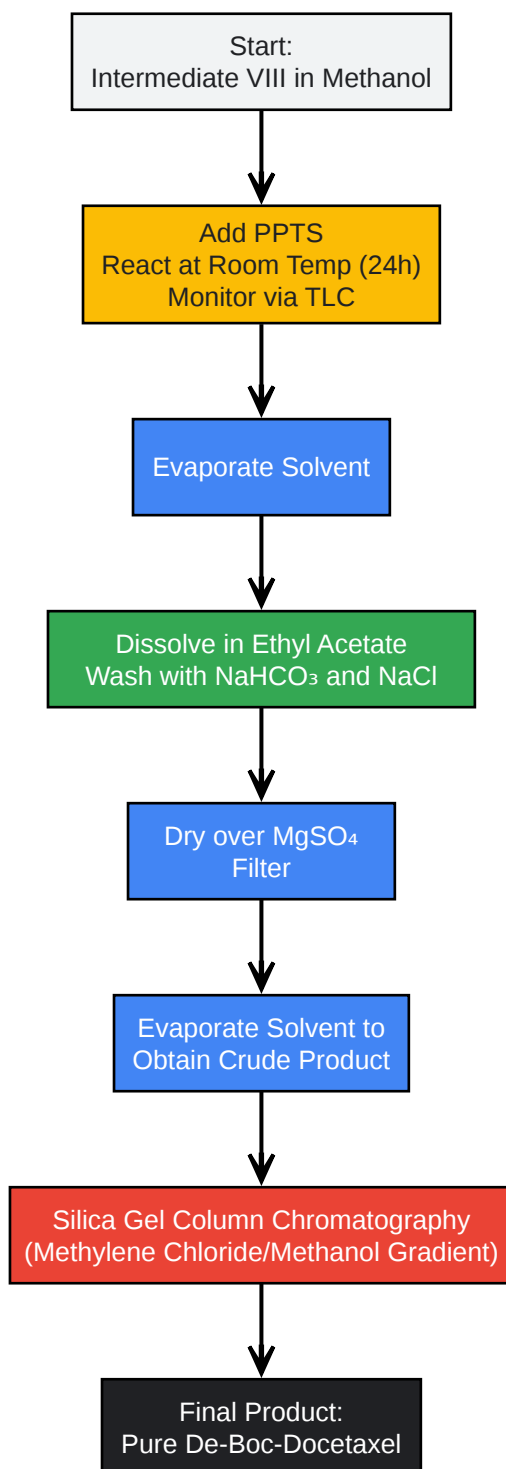 Start:
Intermediate VIII in Methanol
Add PPTS
React at Room Temp (24h)
Monitor via TLC
Evaporate Solvent
Dissolve in Ethyl Acetate
Wash with NaHCO₃ and NaCl
Dry over MgSO₄
Filter
Evaporate Solvent to
Obtain Crude Product
Silica Gel Column Chromatography
(Methylene Chloride/Methanol Gradient)
Final Product:
Pure De-Boc-Docetaxel